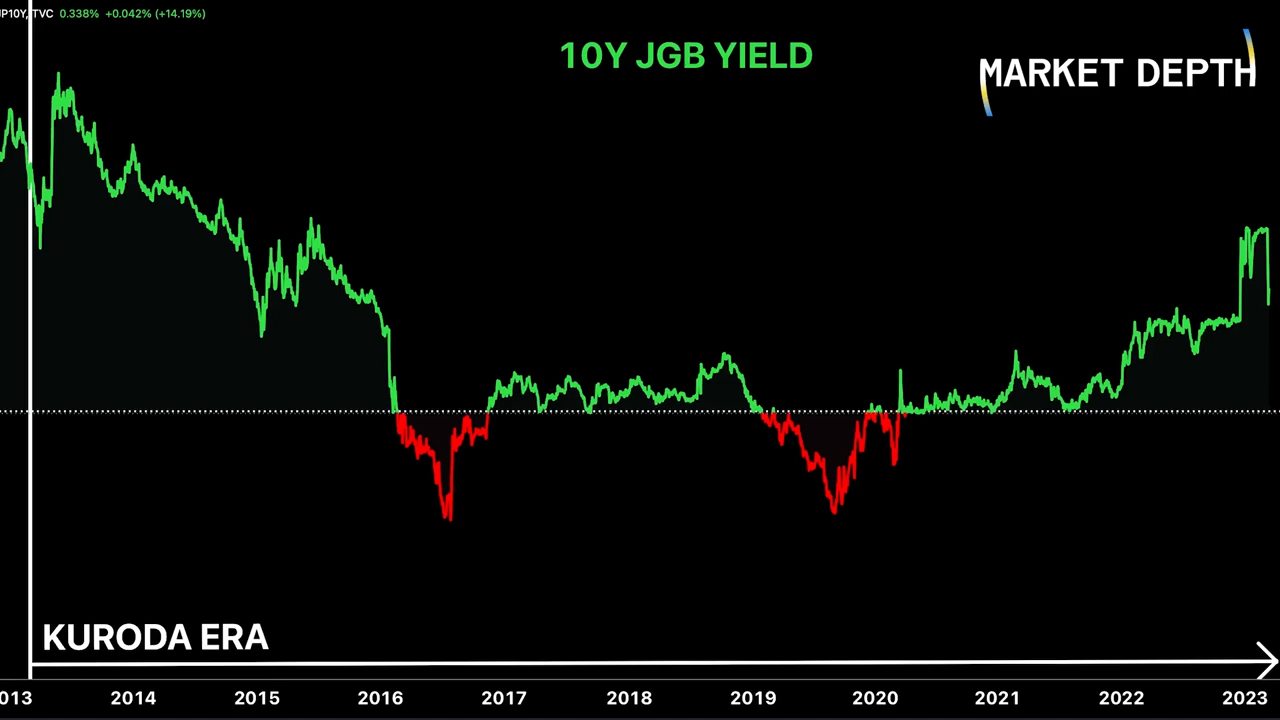 JP10Y, TVC 0.338% +0.042% (+14.19%)
10Y JGB YIELD
MARKET DEPTH
KURODA ERA
013 2014 2015 2016 2017 2018 2019 2020 2021 2022 2023